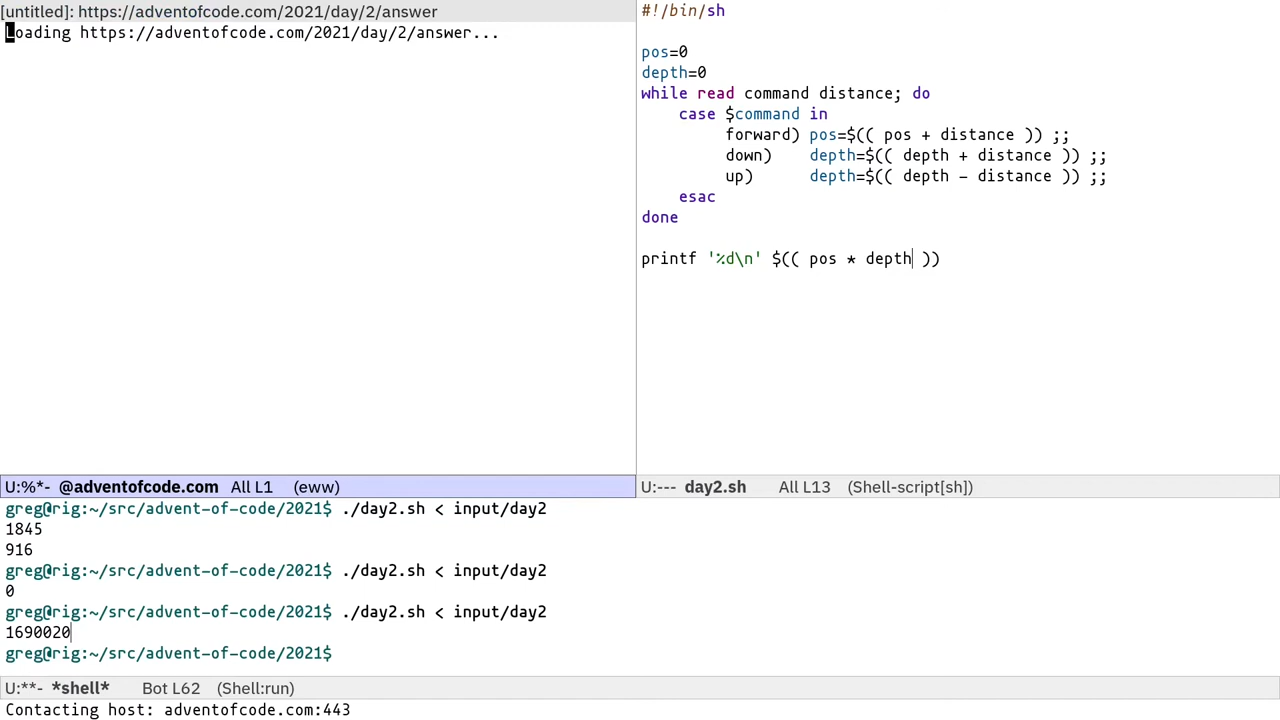 [untitled]: https://adventofcode.com/2021/day/2/answer
Loading https://adventofcode.com/2021/day/2/answer...
U:%*- @adventofcode.com All L1 (eww)
#!/bin/sh
pos=0
depth=0
while read command distance; do
case $command in
forward) pos=$(( pos + distance )) ;;
down) depth=$(( depth + distance )) ;;
up) depth=$(( depth - distance )) ;;
esac
done
printf '%d\n' $(( pos * depth ))
U:--- day2.sh All L13 (Shell-script[sh])
greg@rig:~/src/advent-of-code/2021$ ./day2.sh < input/day2
1845
916
greg@rig:~/src/advent-of-code/2021$ ./day2.sh < input/day2
0
greg@rig:~/src/advent-of-code/2021$ ./day2.sh < input/day2
1690020
greg@rig:~/src/advent-of-code/2021$
U:**- *shell* Bot L62 (Shell:run)
Contacting host: adventofcode.com:443